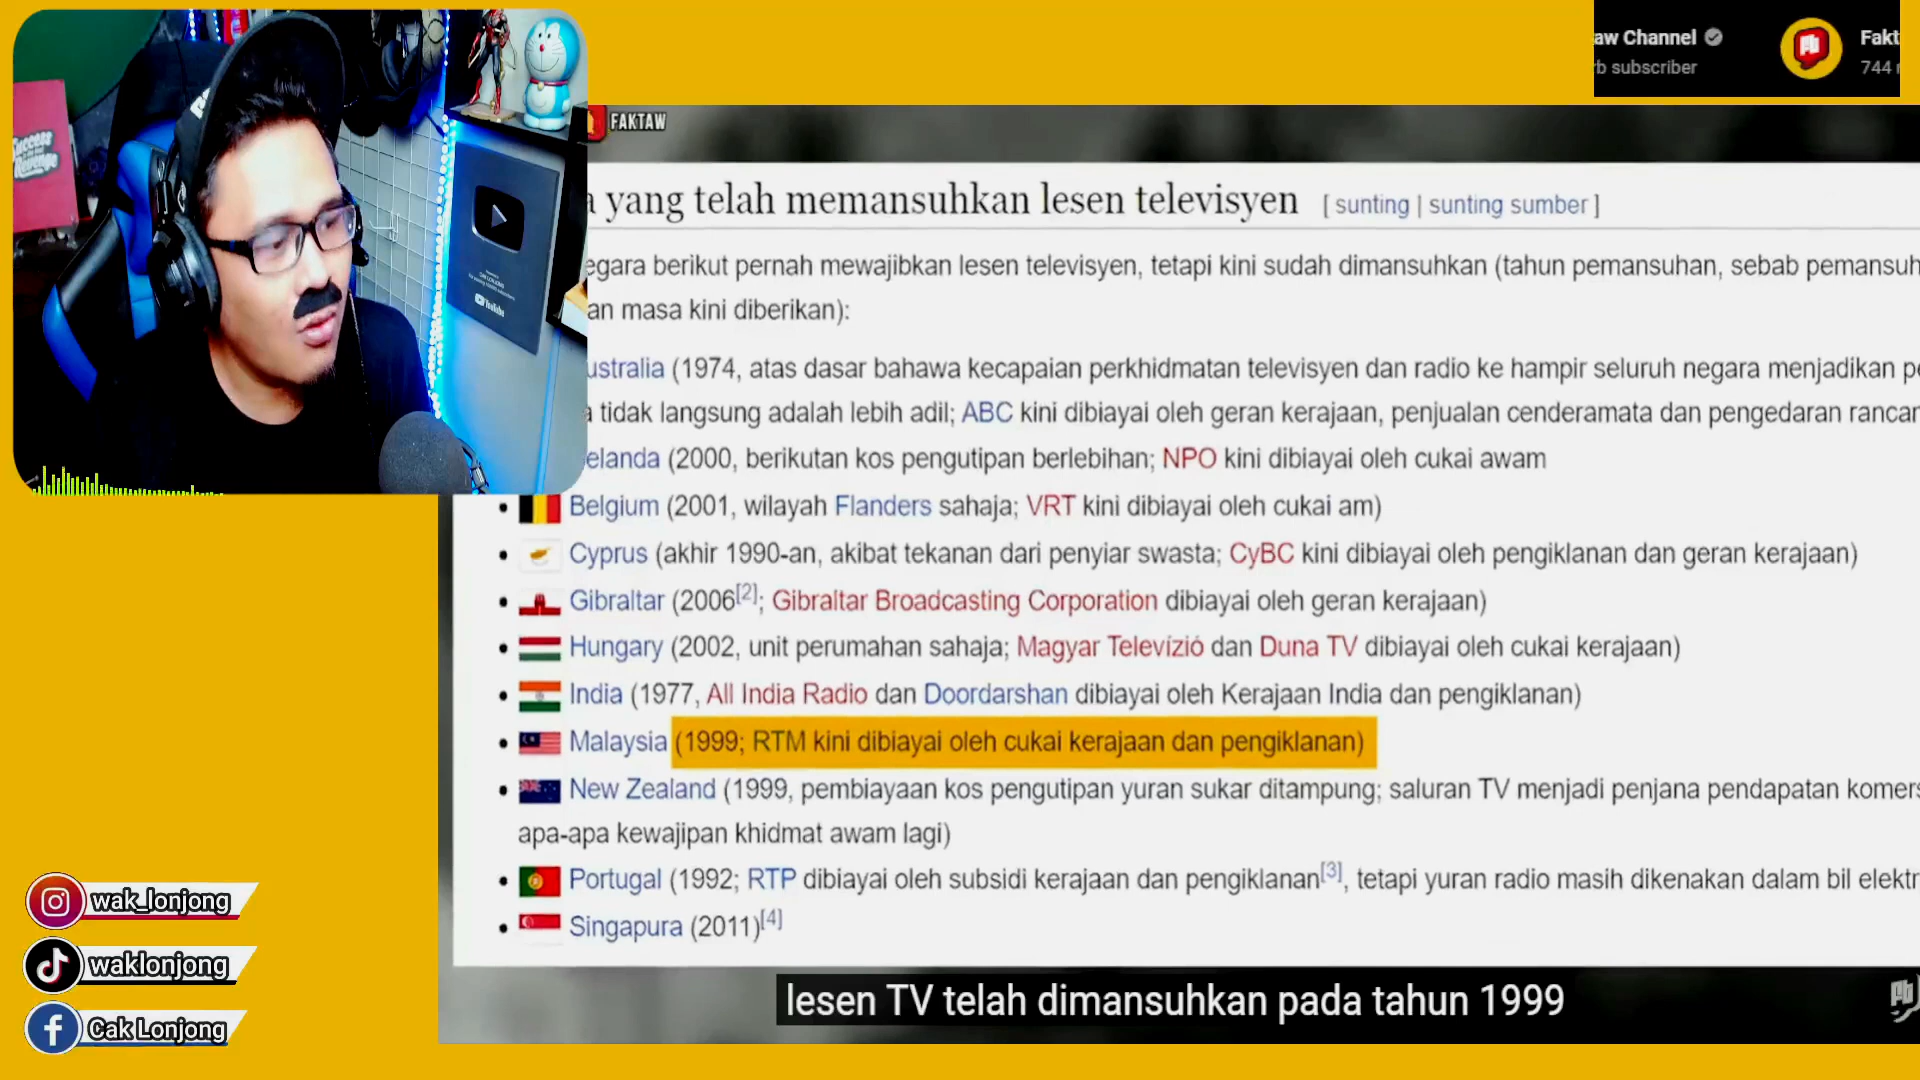 aw Channel
rb subscriber
Fakt
744
FAKTAW
Success
Revenge
YouTube
a yang telah memansuhkan lesen televisyen [ sunting | sunting sumber ]
egara berikut pernah mewajibkan lesen televisyen, tetapi kini sudah dimansuhkan (tahun pemansuhan, sebab pemansuh
an masa kini diberikan):
ustralia (1974, atas dasar bahawa kecapaian perkhidmatan televisyen dan radio ke hampir seluruh negara menjadikan pe
a tidak langsung adalah lebih adil; ABC kini dibiayai oleh geran kerajaan, penjualan cenderamata dan pengedaran rancan
elanda (2000, berikutan kos pengutipan berlebihan; NPO kini dibiayai oleh cukai awam
Belgium (2001, wilayah Flanders sahaja; VRT kini dibiayai oleh cukai am)
Cyprus (akhir 1990-an, akibat tekanan dari penyiar swasta; CyBC kini dibiayai oleh pengiklanan dan geran kerajaan)
Gibraltar (2006[2]; Gibraltar Broadcasting Corporation dibiayai oleh geran kerajaan)
Hungary (2002, unit perumahan sahaja; Magyar Televízió dan Duna TV dibiayai oleh cukai kerajaan)
India (1977, All India Radio dan Doordarshan dibiayai oleh Kerajaan India dan pengiklanan)
Malaysia (1999; RTM kini dibiayai oleh cukai kerajaan dan pengiklanan)
New Zealand (1999, pembiayaan kos pengutipan yuran sukar ditampung; saluran TV menjadi penjana pendapatan komers
apa-apa kewajipan khidmat awam lagi)
Portugal (1992; RTP dibiayai oleh subsidi kerajaan dan pengiklanan[3], tetapi yuran radio masih dikenakan dalam bil elektr
Singapura (2011)[4]
lesen TV telah dimansuhkan pada tahun 1999
wak_lonjong
waklonjong
Cak Lonjong